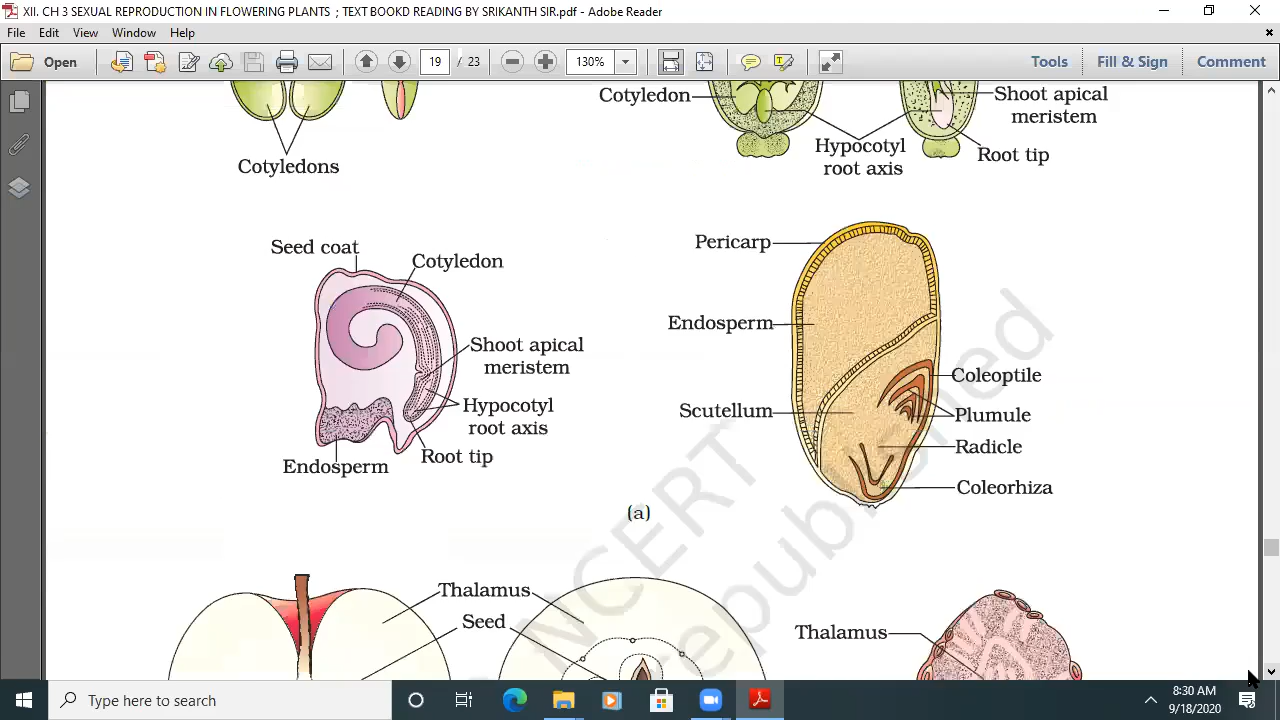 XII. CH 3 SEXUAL REPRODUCTION IN FLOWERING PLANTS ; TEXT BOOKD READING BY SRIKANTH SIR.pdf - Adobe Reader
File Edit View Window Help
Open 19 / 23 130% Tools Fill & Sign Comment
Cotyledons
Cotyledon
Hypocotyl
root axis
Shoot apical
meristem
Root tip
Seed coat
Cotyledon
Shoot apical
meristem
Hypocotyl
root axis
Root tip
Endosperm
Pericarp
Endosperm
Scutellum
Coleoptile
Plumule
Radicle
Coleorhiza
(a)
NCERT
republished
Thalamus
Seed
Thalamus
Type here to search
8:30 AM
9/18/2020